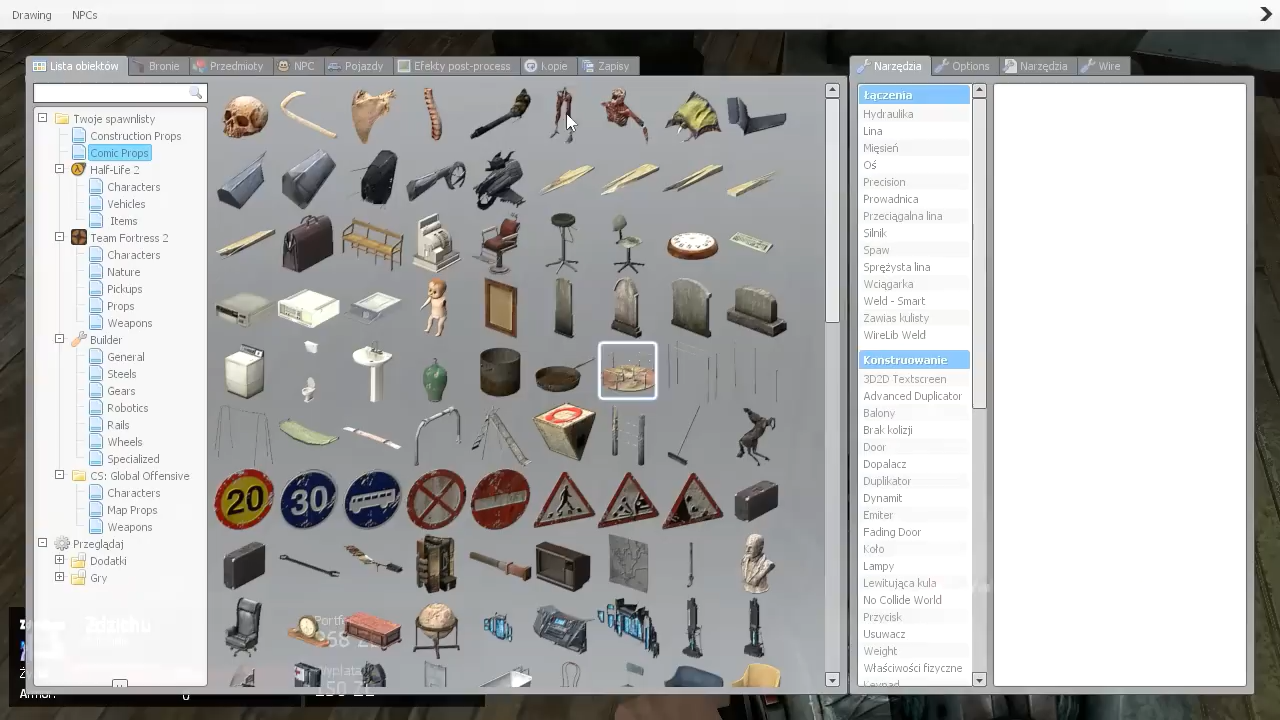 Drawing NPCs
Lista obiektów Bronie Przedmioty NPC Pojazdy Efekty post-process Kopie Zapisy
Narzędzia Options Narzędzia Wire
Twoje spawnlisty
Construction Props
Comic Props
Half-Life 2
Characters
Vehicles
Items
Team Fortress 2
Characters
Nature
Pickups
Props
Weapons
Builder
General
Steels
Gears
Robotics
Rails
Wheels
Specialized
CS: Global Offensive
Characters
Map Props
Weapons
Przeglądaj
Dodatki
Gry
20
30
Łączenia
Hydraulika
Lina
Mięsień
Oś
Precision
Prowadnica
Przeciągalna lina
Silnik
Spaw
Sprężysta lina
Wciągarka
Weld - Smart
Zawias kulisty
WireLib Weld
Konstruowanie
3D2D Textscreen
Advanced Duplicator
Balony
Brak kolizji
Door
Dopalacz
Duplikator
Dynamit
Emiter
Fading Door
Koło
Lampy
Lewitująca kula
No Collide World
Przycisk
Usuwacz
Weight
Właściwości fizyczne
Keypad
Zdzichu